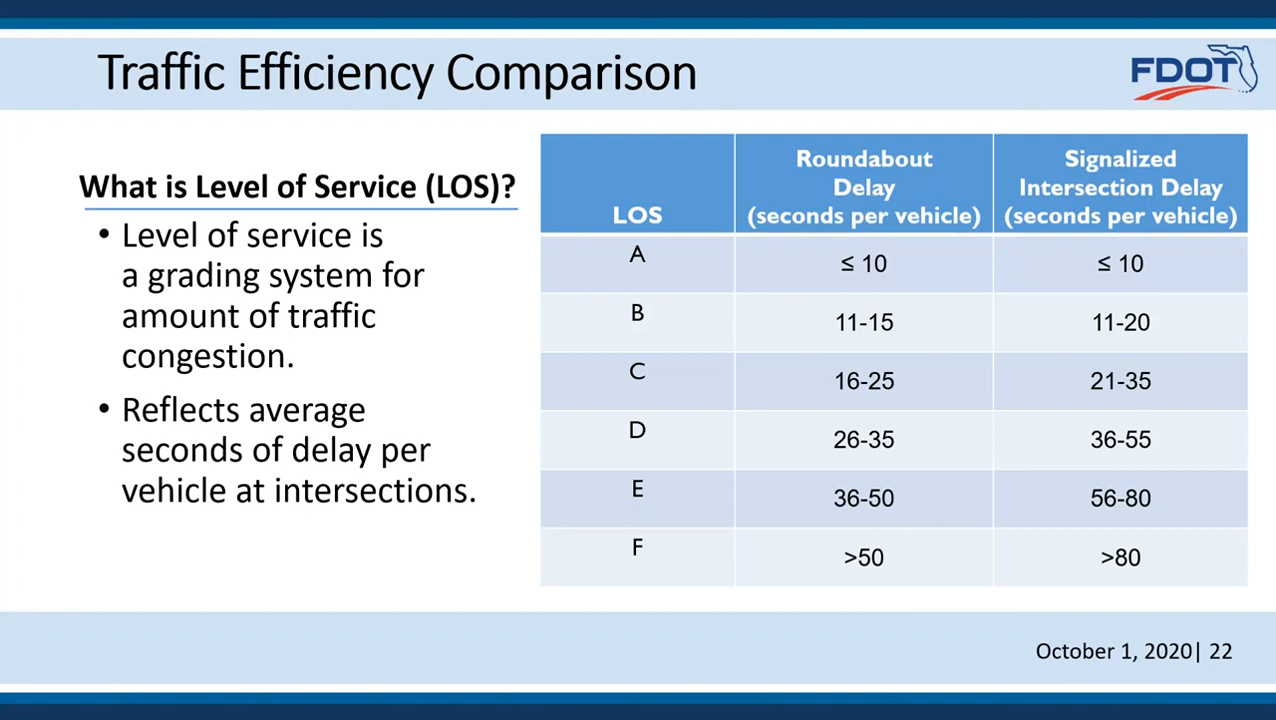 Traffic Efficiency Comparison
FDOT
What is Level of Service (LOS)?
• Level of service is
a grading system for
amount of traffic
congestion.
• Reflects average
seconds of delay per
vehicle at intersections.
LOS
Roundabout
Delay
(seconds per vehicle)
Signalized
Intersection Delay
(seconds per vehicle)
A ≤ 10 ≤ 10
B 11-15 11-20
C 16-25 21-35
D 26-35 36-55
E 36-50 56-80
F >50 >80
October 1, 2020| 22